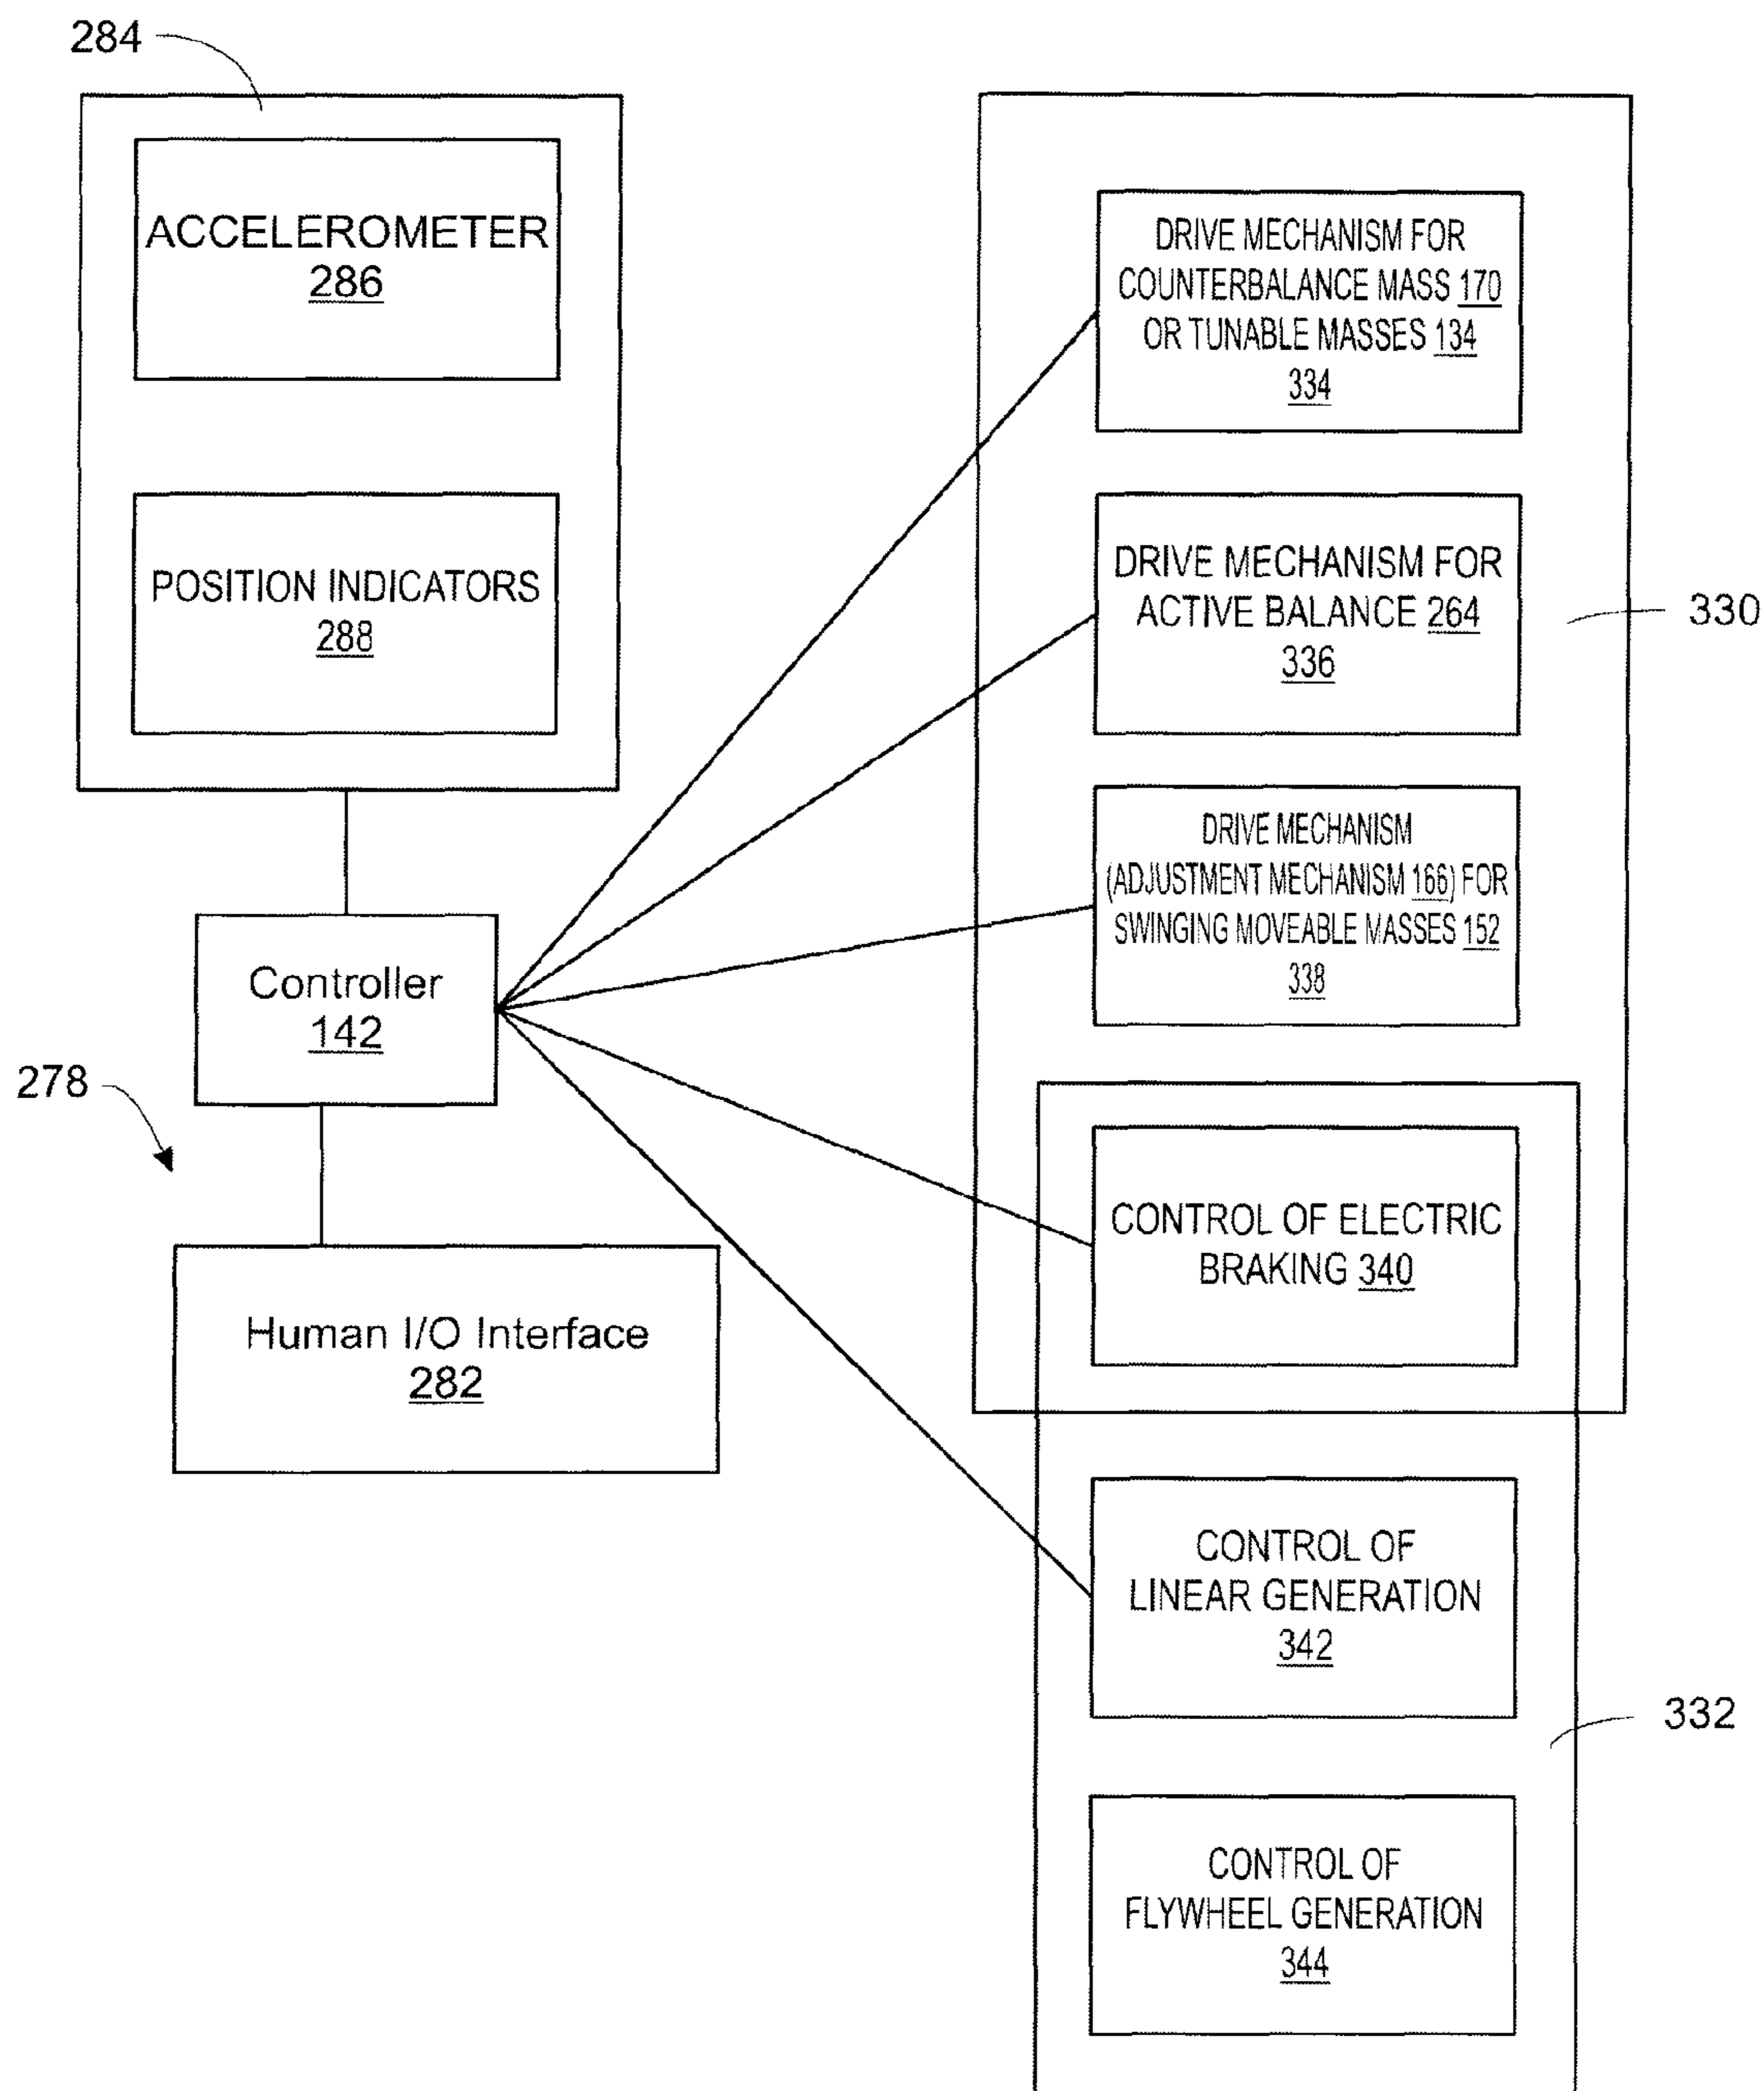 284
ACCELEROMETER
286
POSITION INDICATORS
288
Controller
142
278
Human I/O Interface
282
DRIVE MECHANISM FOR
COUNTERBALANCE MASS 170
OR TUNABLE MASSES 134
334
DRIVE MECHANISM FOR
ACTIVE BALANCE 264
336
330
DRIVE MECHANISM
(ADJUSTMENT MECHANISM 166) FOR
SWINGING MOVEABLE MASSES 152
338
CONTROL OF ELECTRIC
BRAKING 340
CONTROL OF
LINEAR GENERATION
342
332
CONTROL OF
FLYWHEEL GENERATION
344